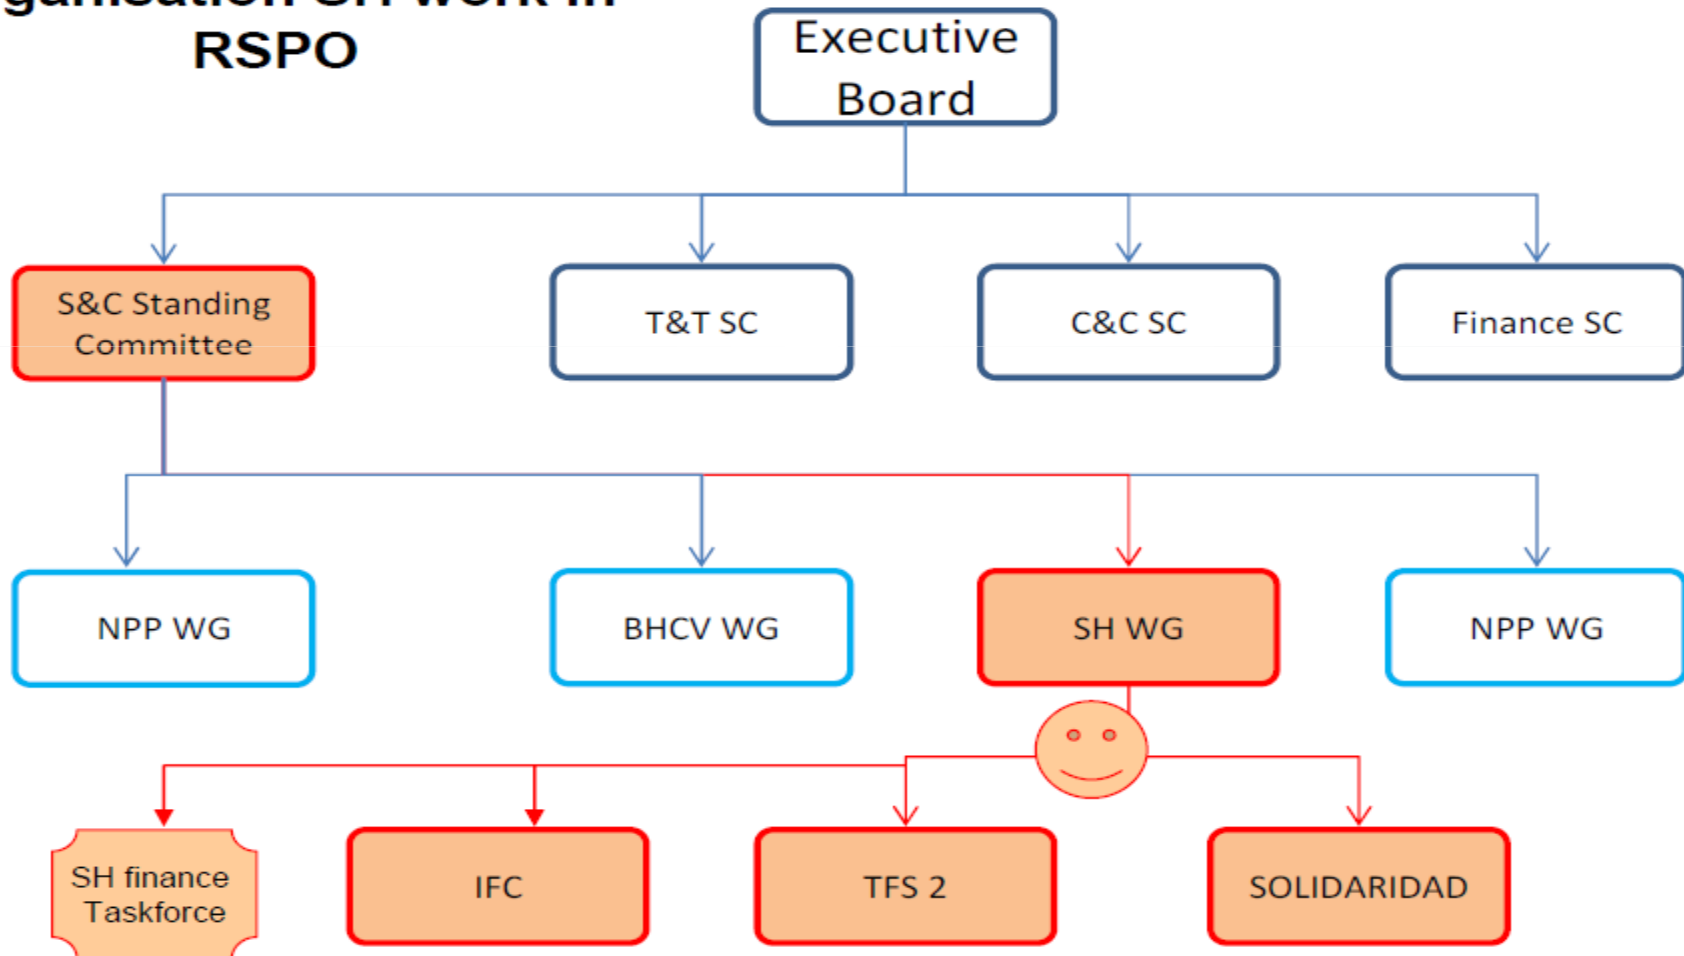 RSPO
Executive
Board
S&C Standing
Committee
T&T SC
C&C SC
Finance SC
NPP WG
BHCV WG
SH WG
NPP WG
SH finance
Taskforce
IFC
TFS 2
SOLIDARIDAD